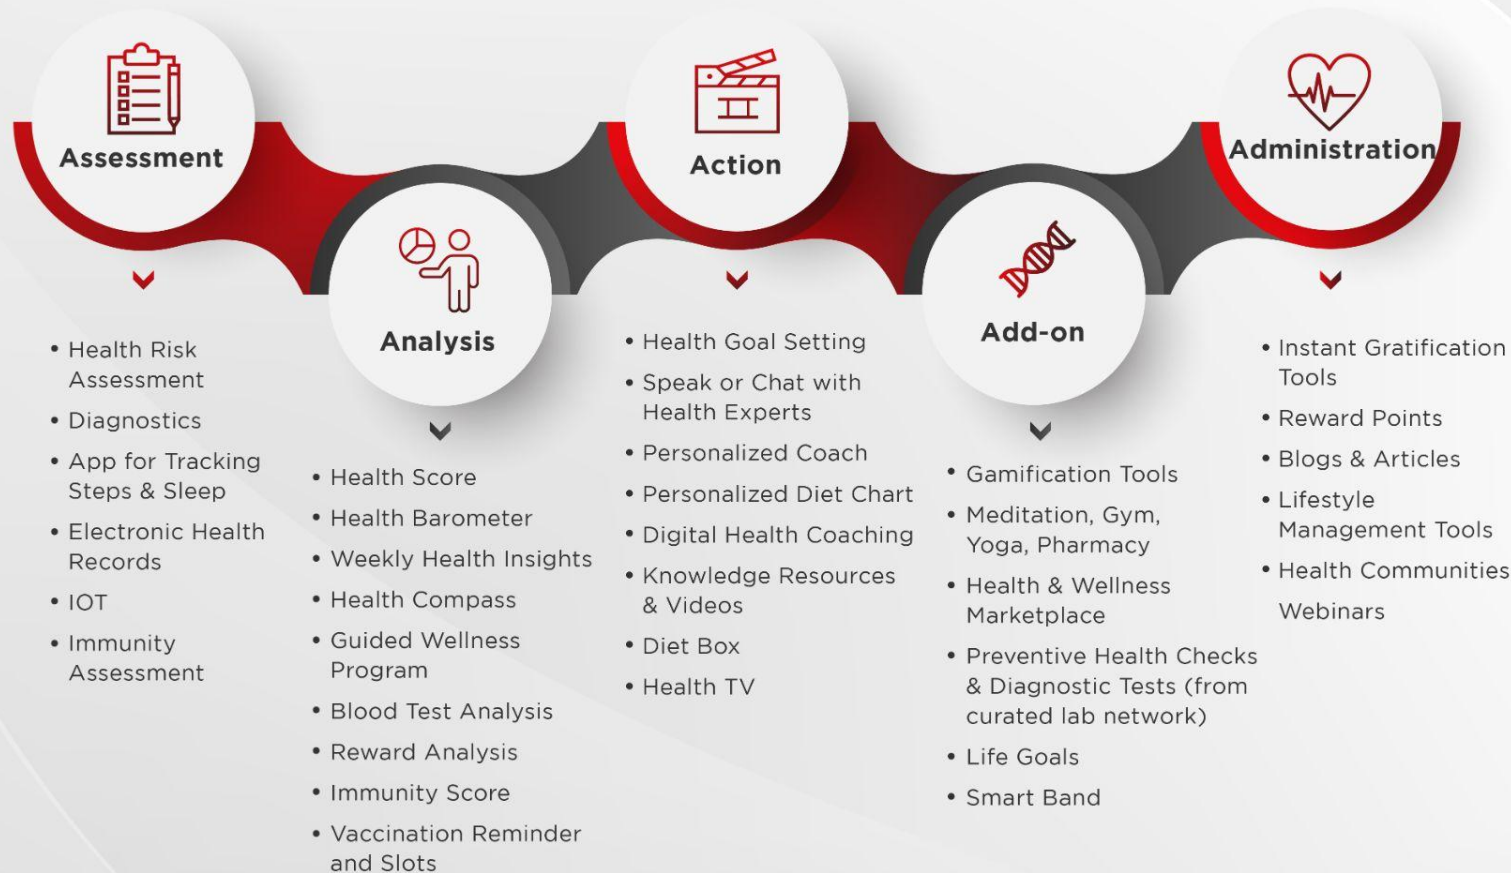 Assessment
• Health Risk
Assessment
• Diagnostics
• App for Tracking
Steps & Sleep
• Electronic Health
Records
• IOT
• Immunity
Assessment
Analysis
• Health Score
• Health Barometer
• Weekly Health Insights
• Health Compass
• Guided Wellness
Program
• Blood Test Analysis
• Reward Analysis
• Immunity Score
• Vaccination Reminder
and Slots
Action
• Health Goal Setting
• Speak or Chat with
Health Experts
• Personalized Coach
• Personalized Diet Chart
• Digital Health Coaching
• Knowledge Resources
& Videos
• Diet Box
• Health TV
Add-on
• Gamification Tools
• Meditation, Gym,
Yoga, Pharmacy
• Health & Wellness
Marketplace
• Preventive Health Checks
& Diagnostic Tests (from
curated lab network)
• Life Goals
• Smart Band
Administration
• Instant Gratification
Tools
• Reward Points
• Blogs & Articles
• Lifestyle
Management Tools
• Health Communities
Webinars